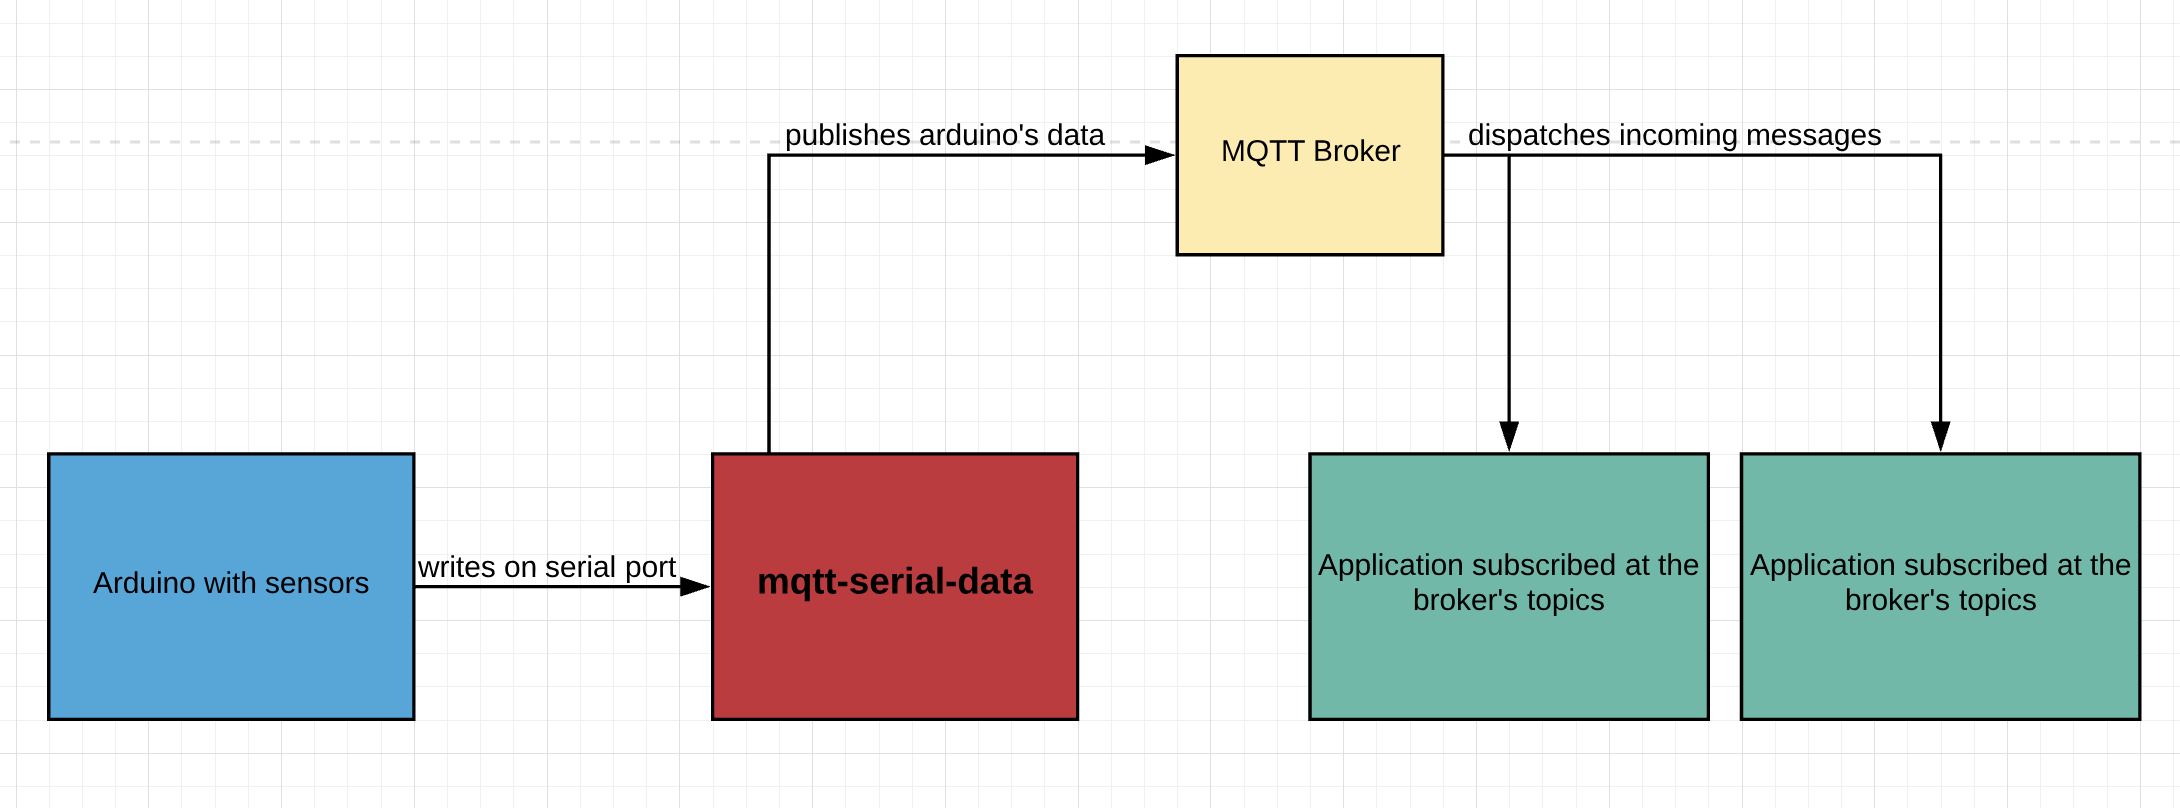 publishes arduino's data
MQTT Broker
dispatches incoming messages
Arduino with sensors
writes on serial port
mqtt-serial-data
Application subscribed at the
broker's topics
Application subscribed at the
broker's topics